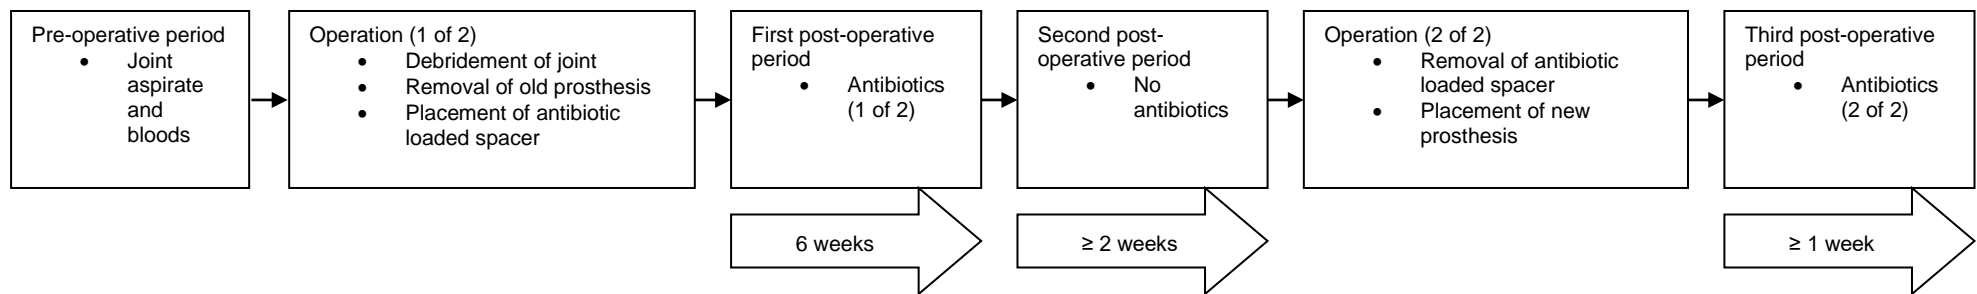 Pre-operative period
• Joint
aspirate
and
bloods
Operation (1 of 2)
• Debridement of joint
• Removal of old prosthesis
• Placement of antibiotic
loaded spacer
First post-operative
period
• Antibiotics
(1 of 2)
Second post-
operative period
• No
antibiotics
Operation (2 of 2)
• Removal of antibiotic
loaded spacer
• Placement of new
prosthesis
Third post-operative
period
• Antibiotics
(2 of 2)
6 weeks
≥ 2 weeks
≥ 1 week